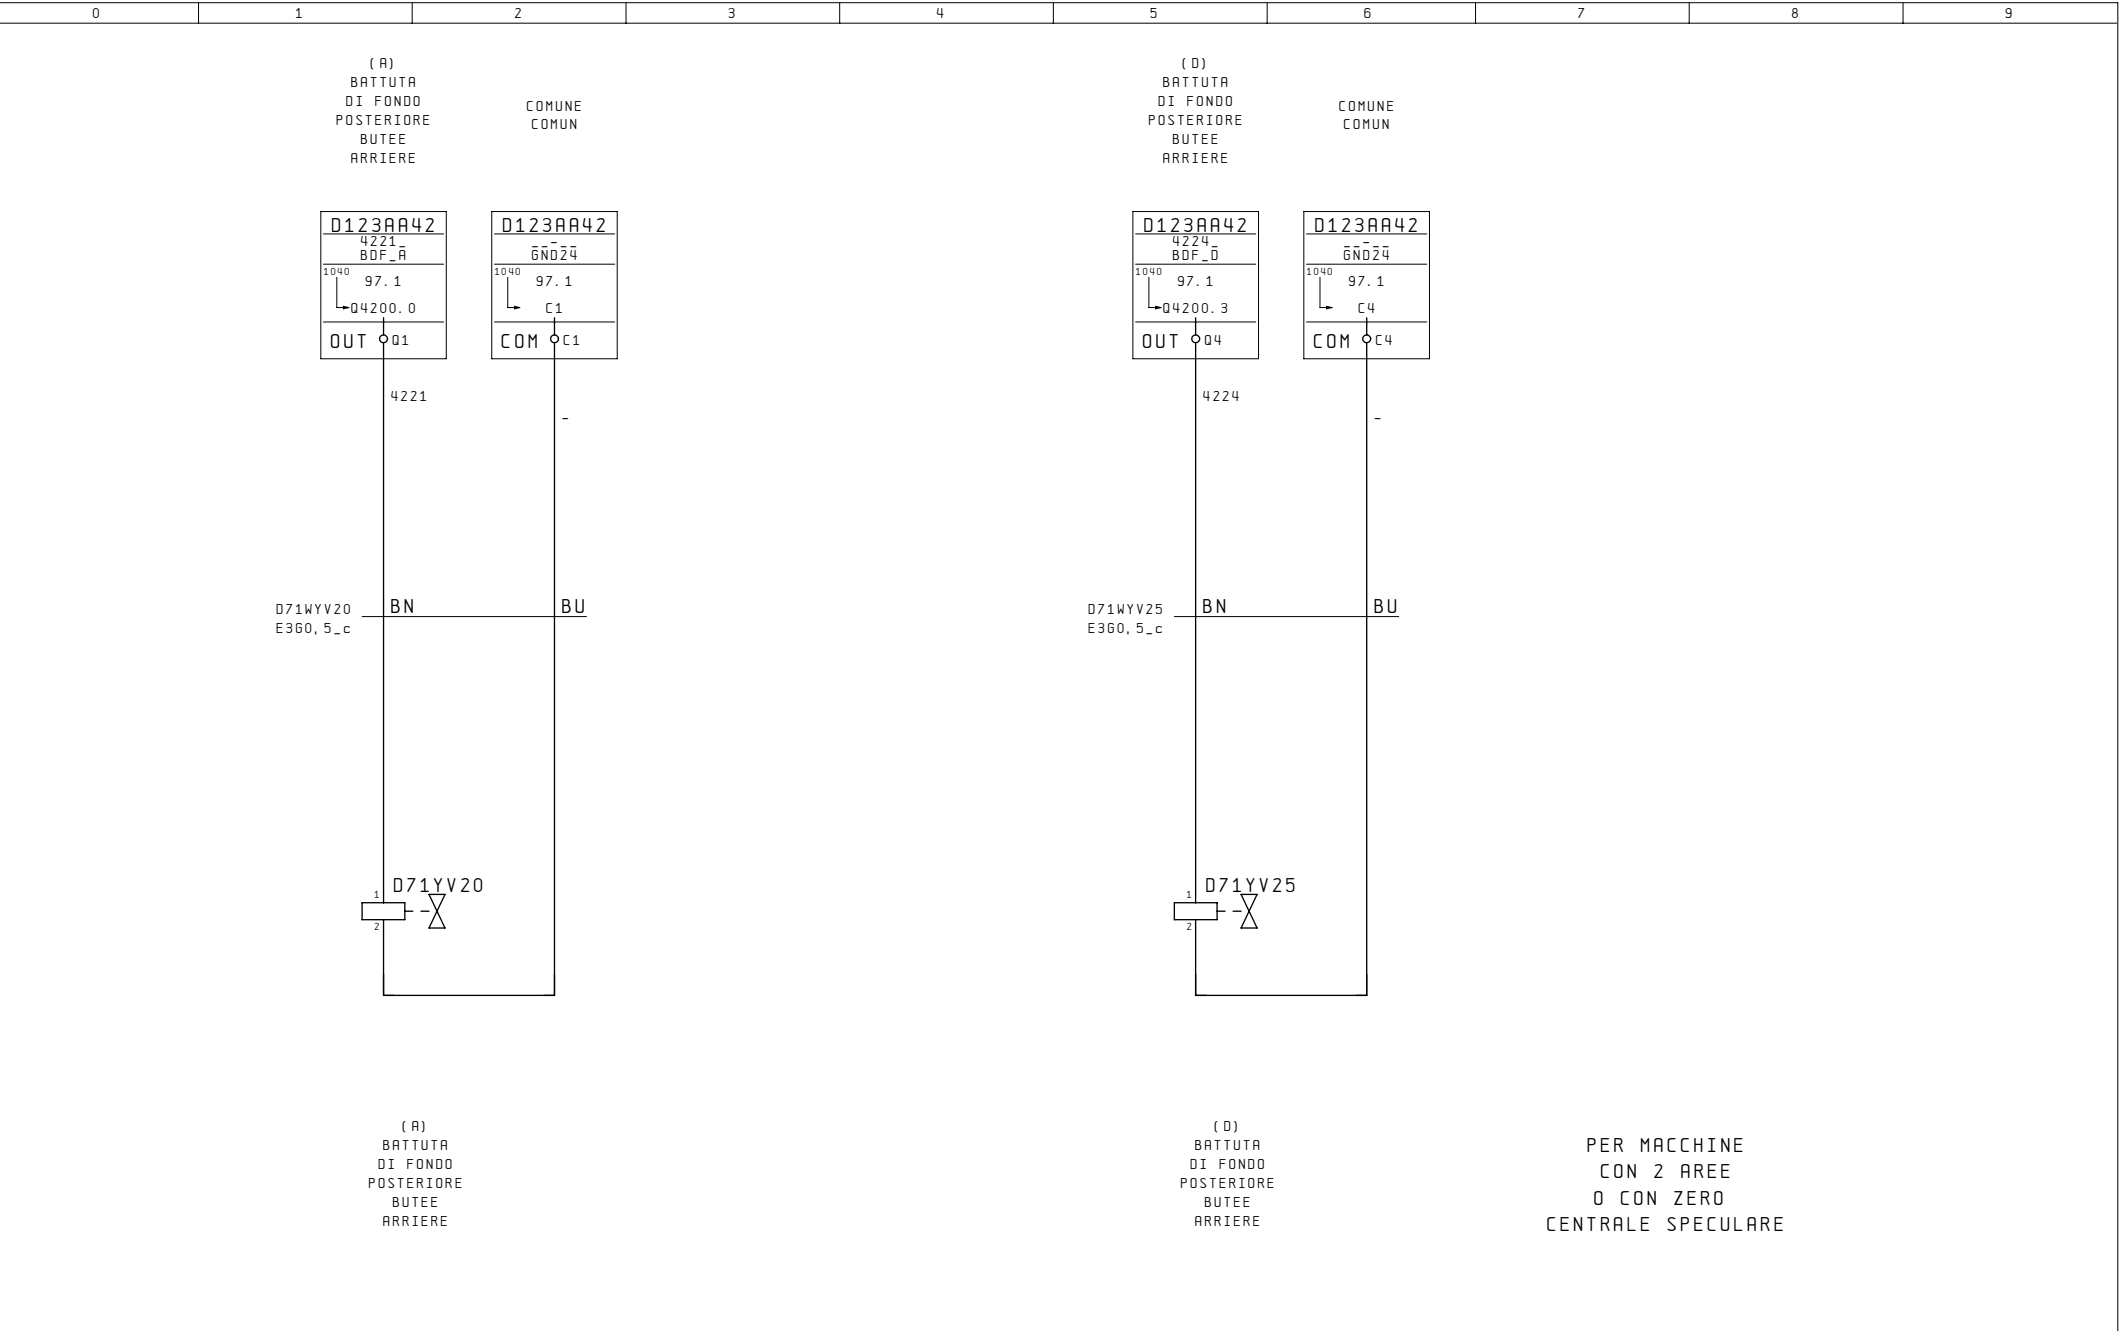 0 1 2 3 4 5 6 7 8 9
(A)
BATTUTA
DI FONDO
POSTERIORE
BUTEE
ARRIERE
COMUNE
COMUN
(D)
BATTUTA
DI FONDO
POSTERIORE
BUTEE
ARRIERE
COMUNE
COMUN
D123AA42
4221_
BDF_A
1040
97.1
Q4200.0
OUT Q1
D123AA42
_____
GND24
1040
97.1
C1
COM C1
D123AA42
4224_
BDF_D
1040
97.1
Q4200.3
OUT Q4
D123AA42
_____
GND24
1040
97.1
C4
COM C4
4221
-
4224
-
D71WYV20
E3G0,5_c
BN
BU
D71WYV25
E3G0,5_c
BN
BU
D71YV20
1
2
D71YV25
1
2
(A)
BATTUTA
DI FONDO
POSTERIORE
BUTEE
ARRIERE
(D)
BATTUTA
DI FONDO
POSTERIORE
BUTEE
ARRIERE
PER MACCHINE
CON 2 AREE
O CON ZERO
CENTRALE SPECULARE